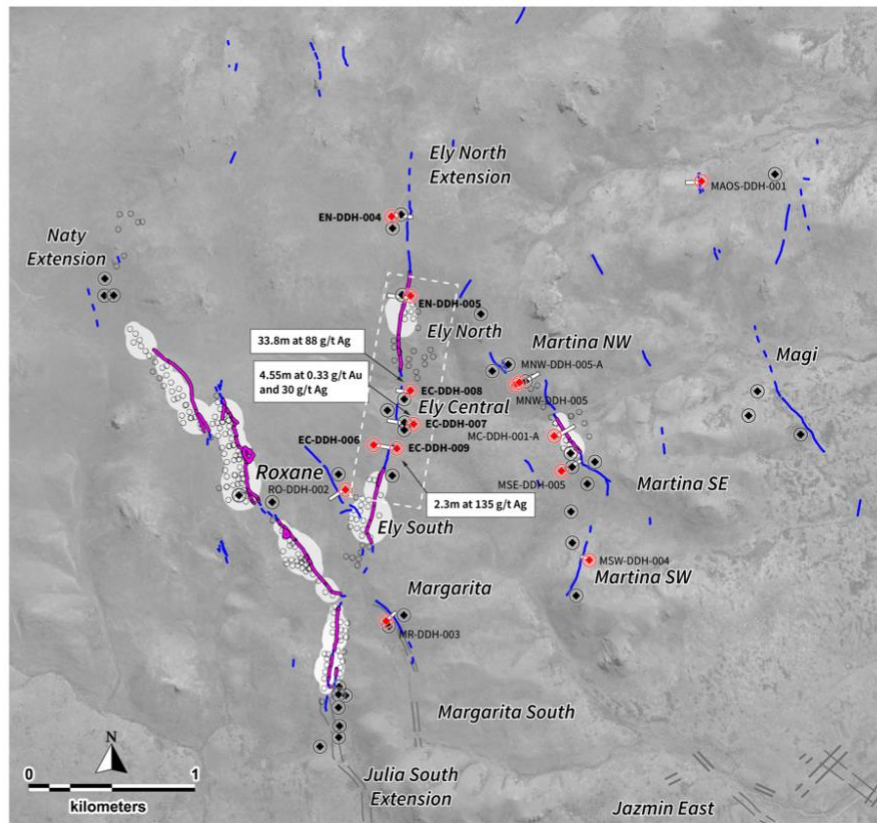 Ely North
Extension
MAOS-DDH-001
EN-DDH-004
Naty
Extension
EN-DDH-005
Ely North
33.8m at 88 g/t Ag
Martina NW
MNW-DDH-005-A
Magi
4.55m at 0.33 g/t Au
and 30 g/t Ag
EC-DDH-008
MNW-DDH-005
Ely Central
EC-DDH-007
EC-DDH-006
MC-DDH-001-A
EC-DDH-009
Roxane
RO-DDH-002
MSE-DDH-005
Martina SE
2.3m at 135 g/t Ag
Ely South
MSW-DDH-004
Martina SW
Margarita
MR-DDH-003
Margarita South
N
0 1
kilometers
Julia South
Extension
Jazmin East